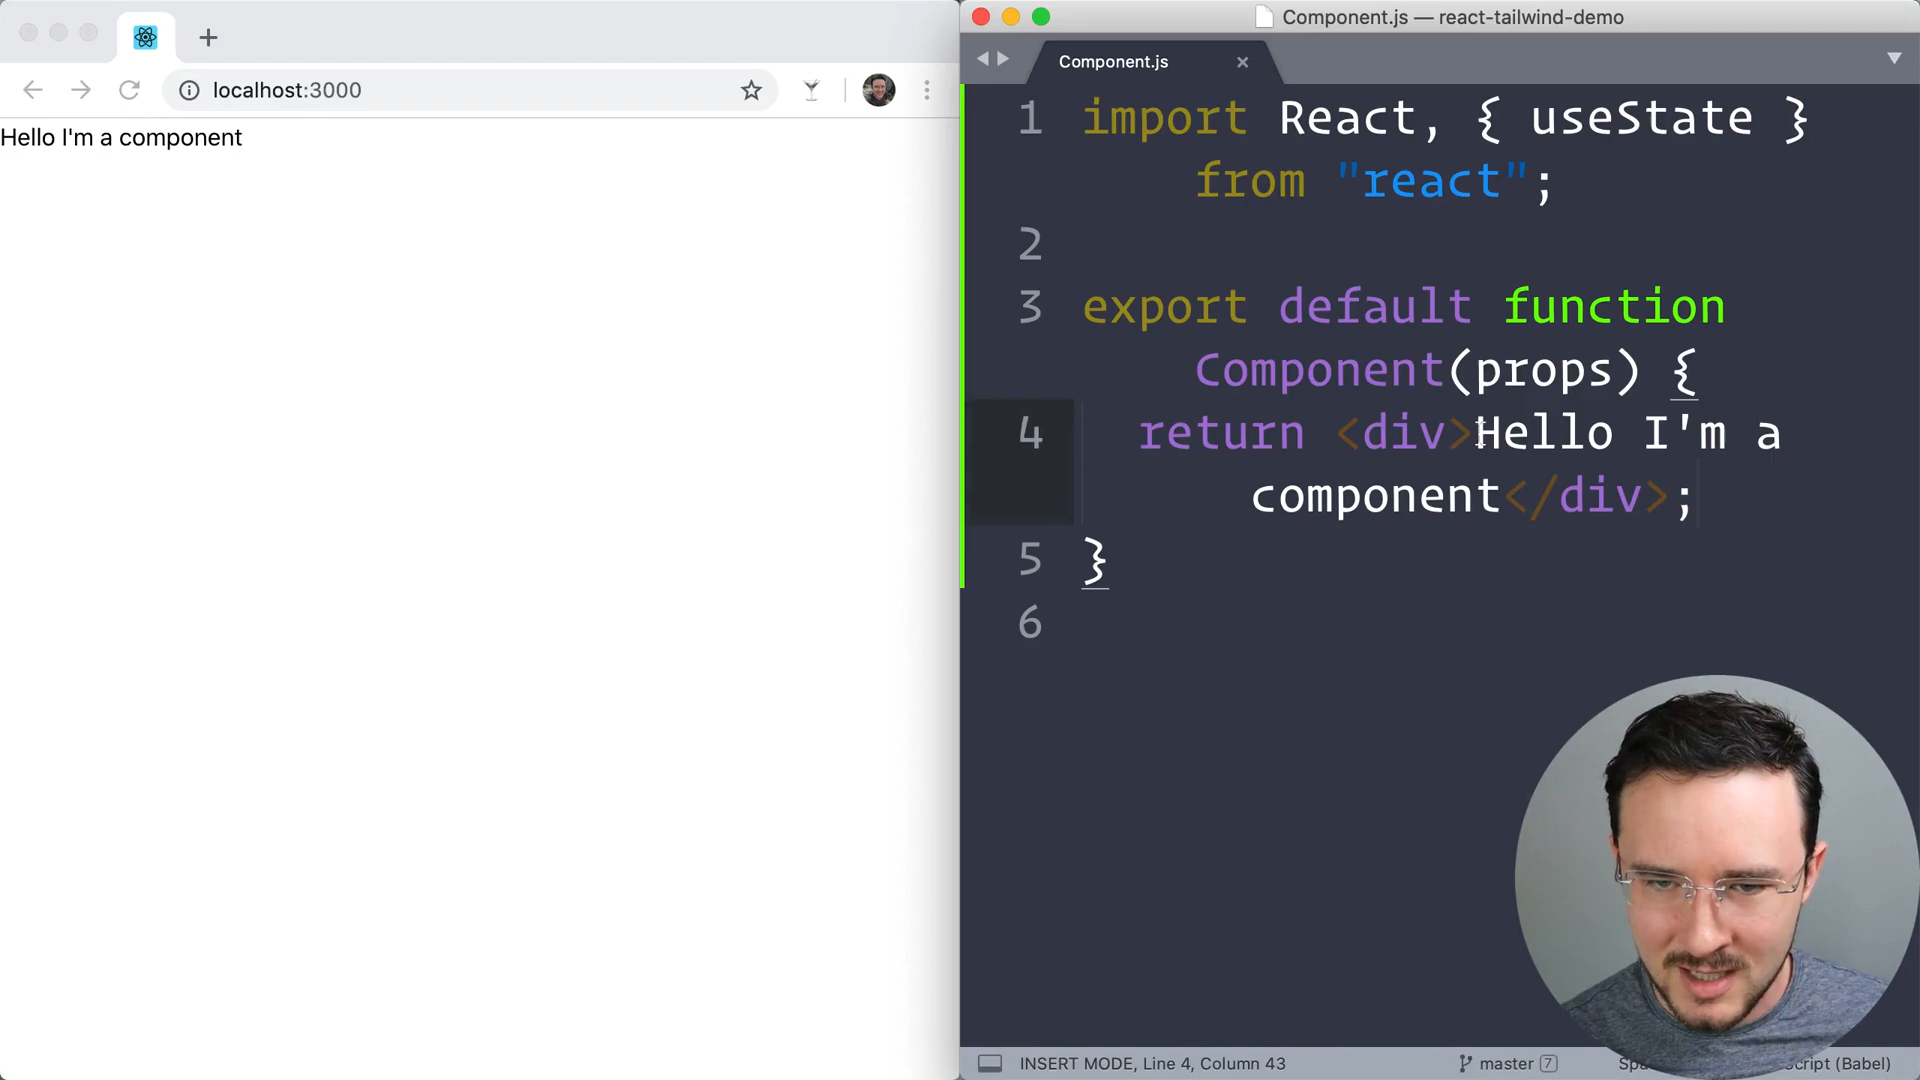 localhost:3000
Hello I'm a component
Component.js — react-tailwind-demo
Component.js
1 import React, { useState }
from "react";
2
3 export default function
Component(props) {
4 return <div>Hello I'm a
component</div>;
5 }
6
INSERT MODE, Line 4, Column 43
master 7
cript (Babel)